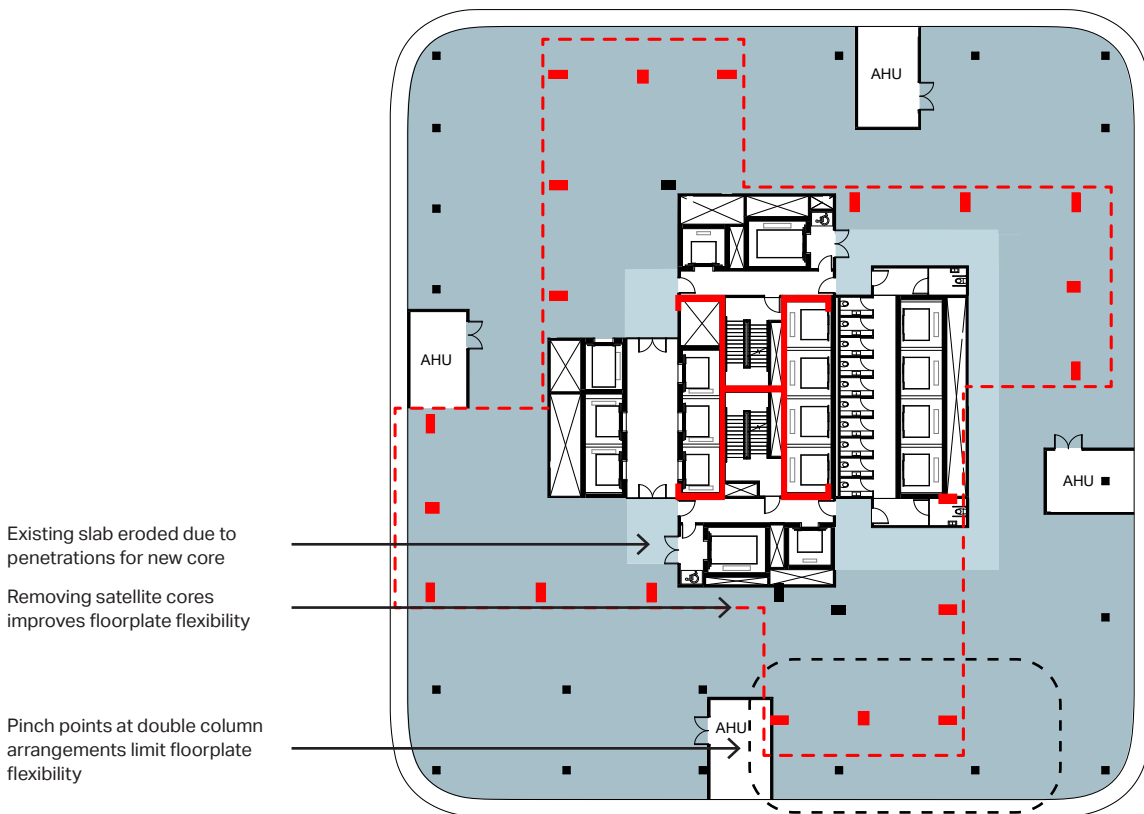 AHU
AHU
AHU
Existing slab eroded due to
penetrations for new core
Removing satellite cores
improves floorplate flexibility
Pinch points at double column
arrangements limit floorplate
flexibility
AHU